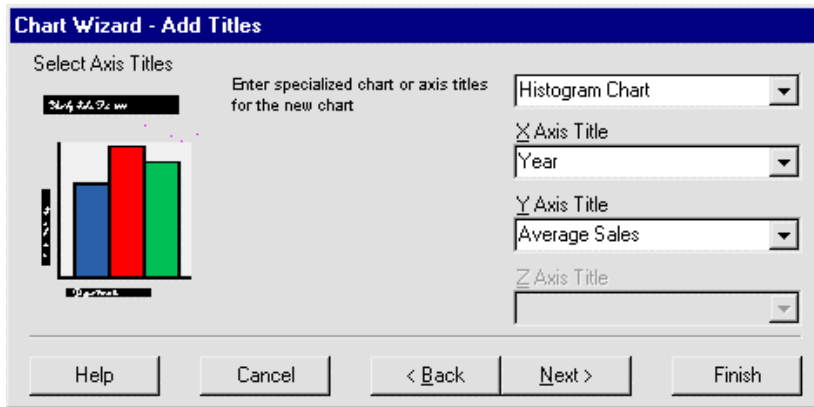 Chart Wizard - Add Titles
Select Axis Titles
Enter specialized chart or axis titles
for the new chart
Histogram Chart
X Axis Title
Year
Y Axis Title
Average Sales
Z Axis Title
Help
Cancel
< Back
Next >
Finish